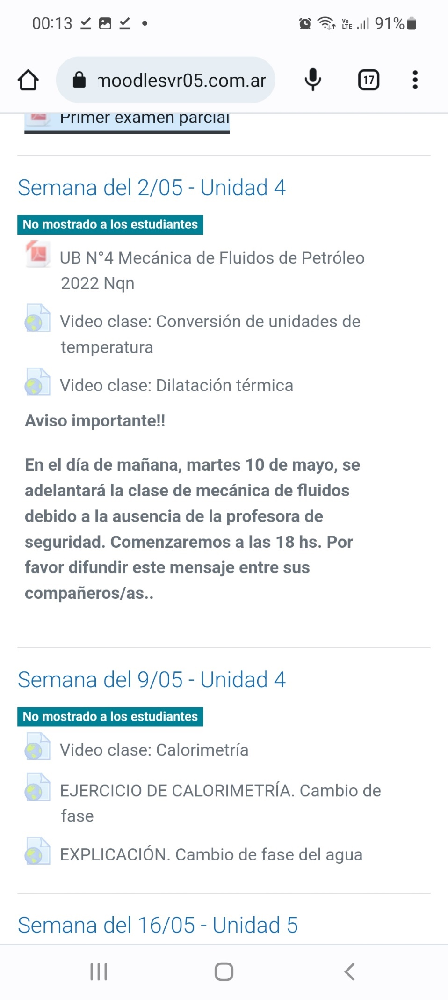 00:13
Vo LTE 91%
moodlesvr05.com.ar
17
Primer examen parcial
Semana del 2/05 - Unidad 4
No mostrado a los estudiantes
UB N°4 Mecánica de Fluidos de Petróleo
2022 Nqn
Video clase: Conversión de unidades de
temperatura
Video clase: Dilatación térmica
Aviso importante!!
En el día de mañana, martes 10 de mayo, se
adelantará la clase de mecánica de fluidos
debido a la ausencia de la profesora de
seguridad. Comenzaremos a las 18 hs. Por
favor difundir este mensaje entre sus
compañeros/as..
Semana del 9/05 - Unidad 4
No mostrado a los estudiantes
Video clase: Calorimetría
EJERCICIO DE CALORIMETRÍA. Cambio de
fase
EXPLICACIÓN. Cambio de fase del agua
Semana del 16/05 - Unidad 5